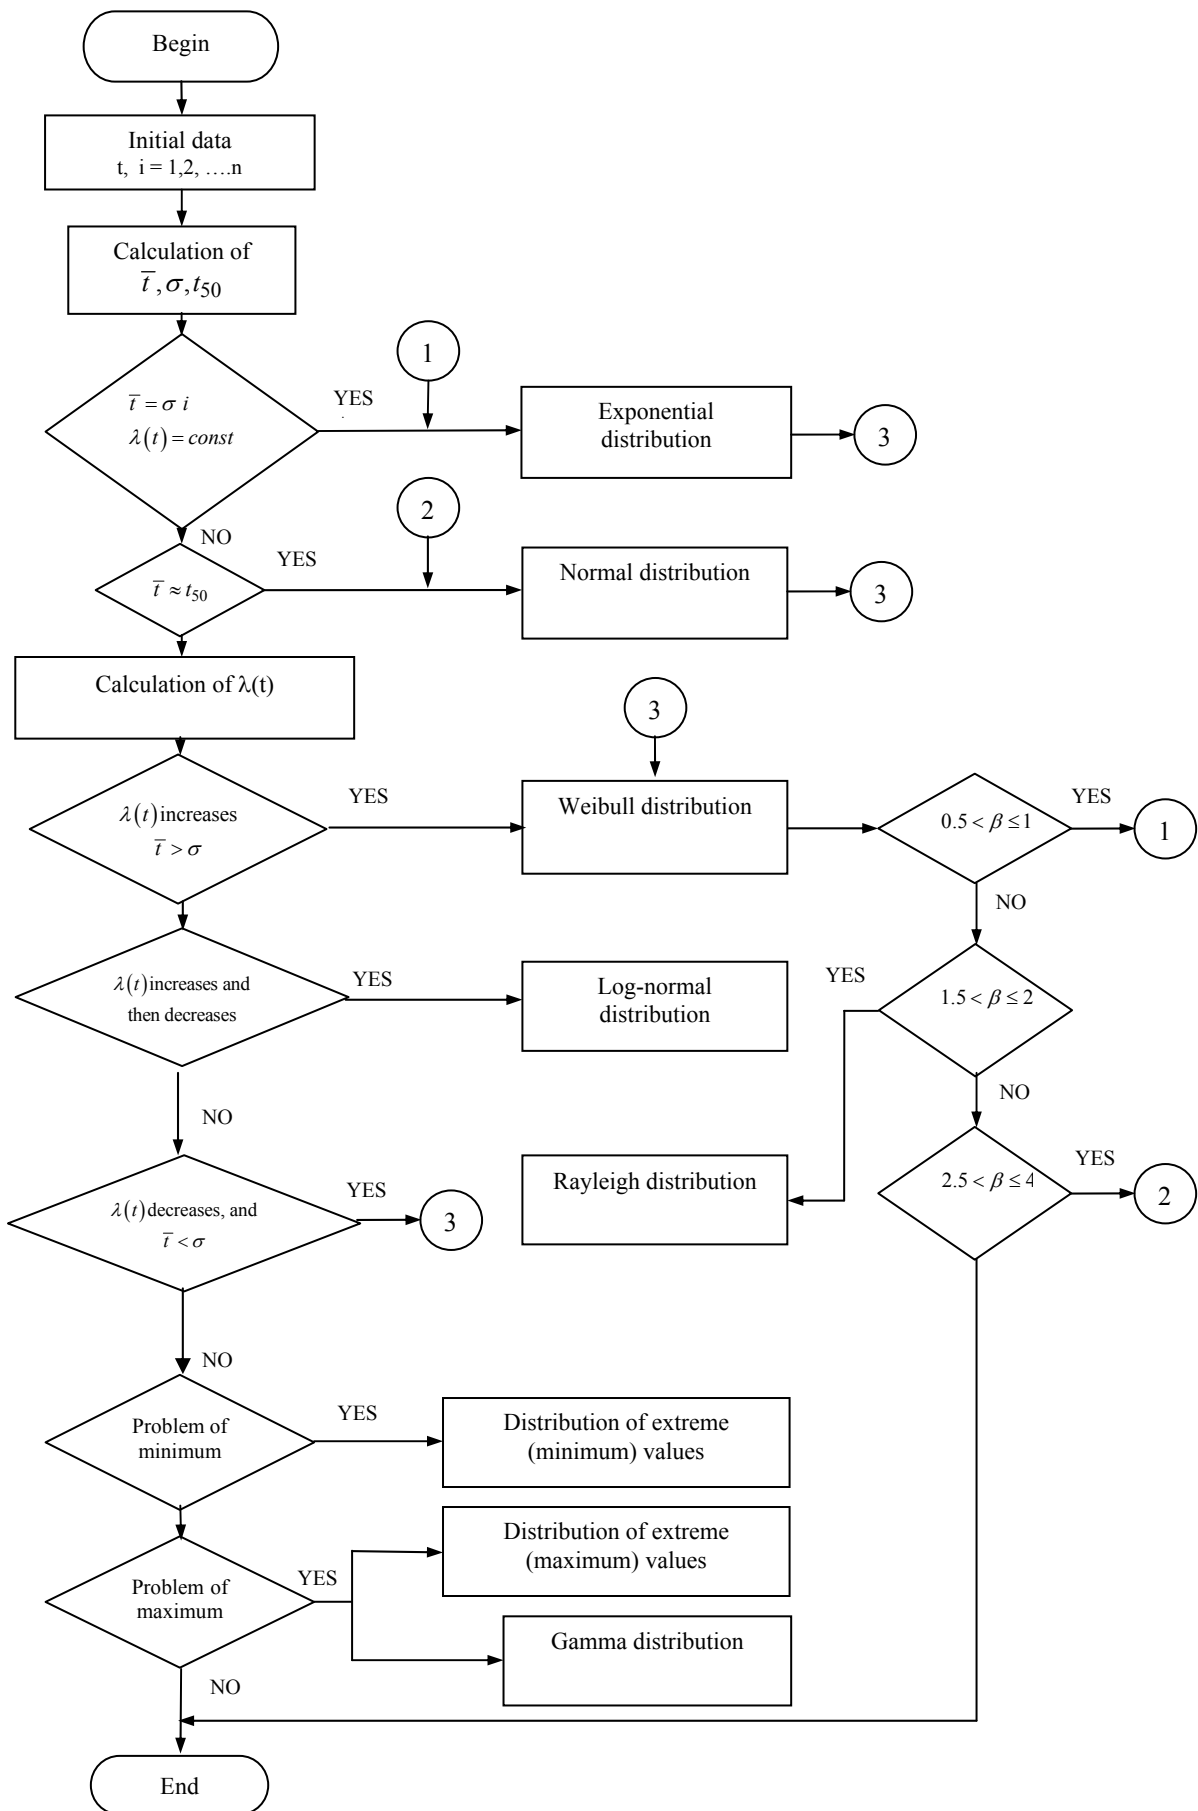 Begin
Initial data
t, i = 1,2, ….n
Calculation of
t̅, σ, t₅₀
1
YES
t̅ = σ i
λ(t) = const
Exponential
distribution
3
2
NO
YES
t̅ ≈ t₅₀
Normal distribution
3
Calculation of λ(t)
3
YES
λ(t) increases
t̅ > σ
Weibull distribution
0.5 < β ≤ 1
YES
1
NO
YES
λ(t) increases and
then decreases
Log-normal
distribution
YES
1.5 < β ≤ 2
NO
NO
YES
λ(t) decreases, and
t̅ < σ
3
Rayleigh distribution
2.5 < β ≤ 4
YES
2
NO
Problem of
minimum
YES
Distribution of extreme
(minimum) values
Problem of
maximum
YES
Distribution of extreme
(maximum) values
Gamma distribution
NO
End